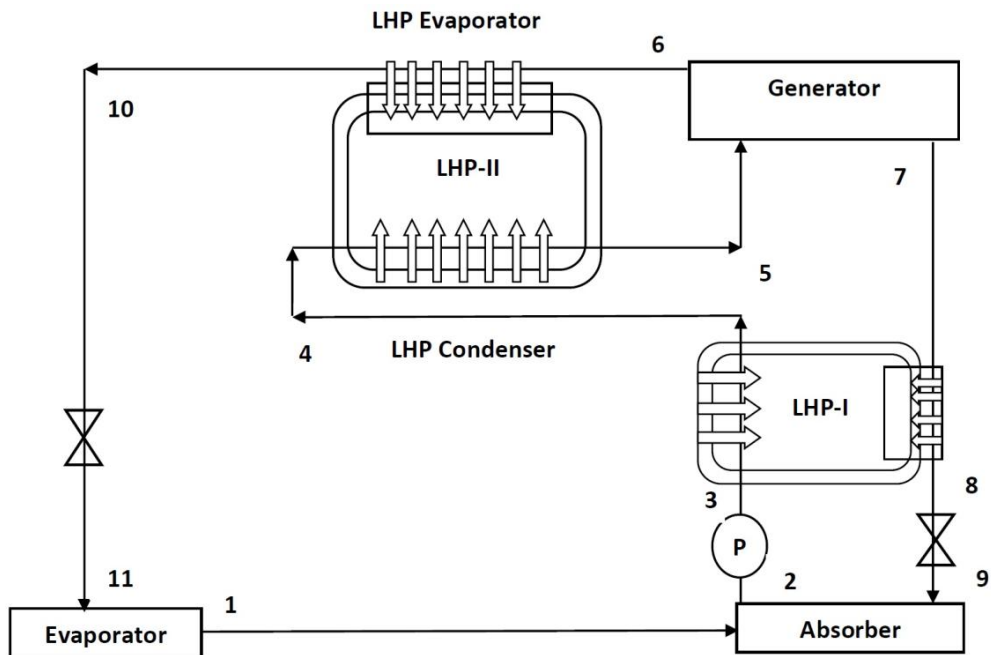 LHP Evaporator
6
Generator
10
LHP-II
7
5
4
LHP Condenser
LHP-I
3
8
P
2
9
11
1
Evaporator
Absorber